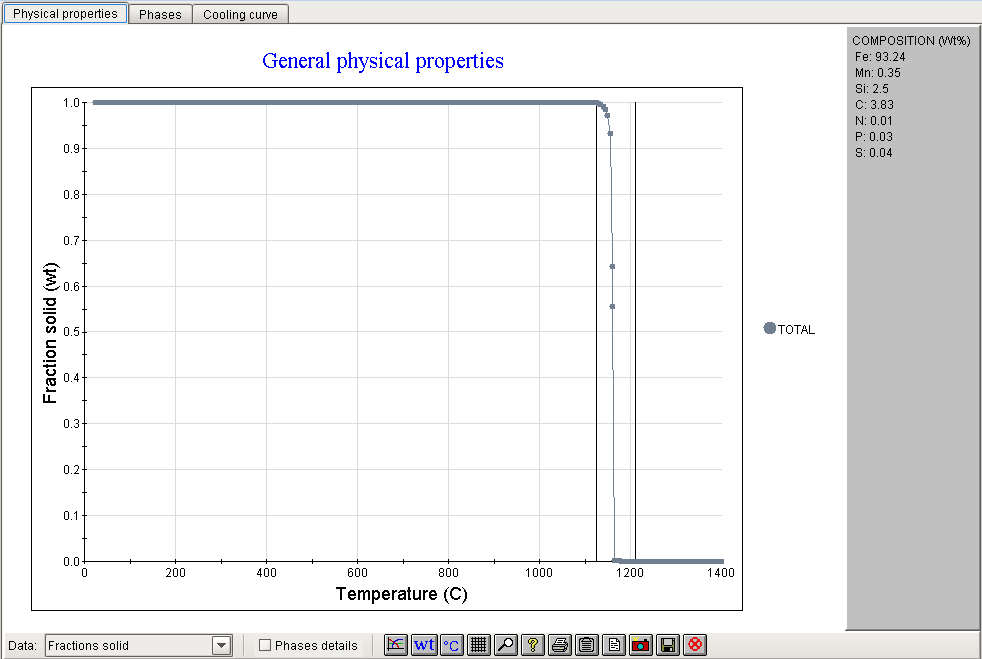 Physical properties
Phases
Cooling curve
General physical properties
COMPOSITION (Wt%)
Fe: 93.24
Mn: 0.35
Si: 2.5
C: 3.83
N: 0.01
P: 0.03
S: 0.04
Fraction solid (wt)
1.0
0.9
0.8
0.7
0.6
0.5
0.4
0.3
0.2
0.1
0.0
0 200 400 600 800 1000 1200 1400
Temperature (C)
TOTAL
Data: Fractions solid
Phases details
wt
°C
?